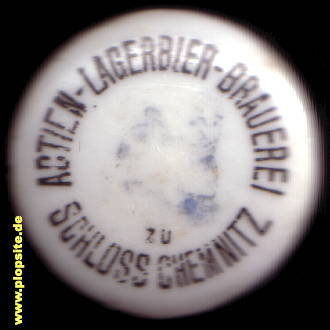 ACTIEN-LAGERBIER-BRAUEREI
ZU
SCHLOSS CHEMNITZ
www.plopsite.de